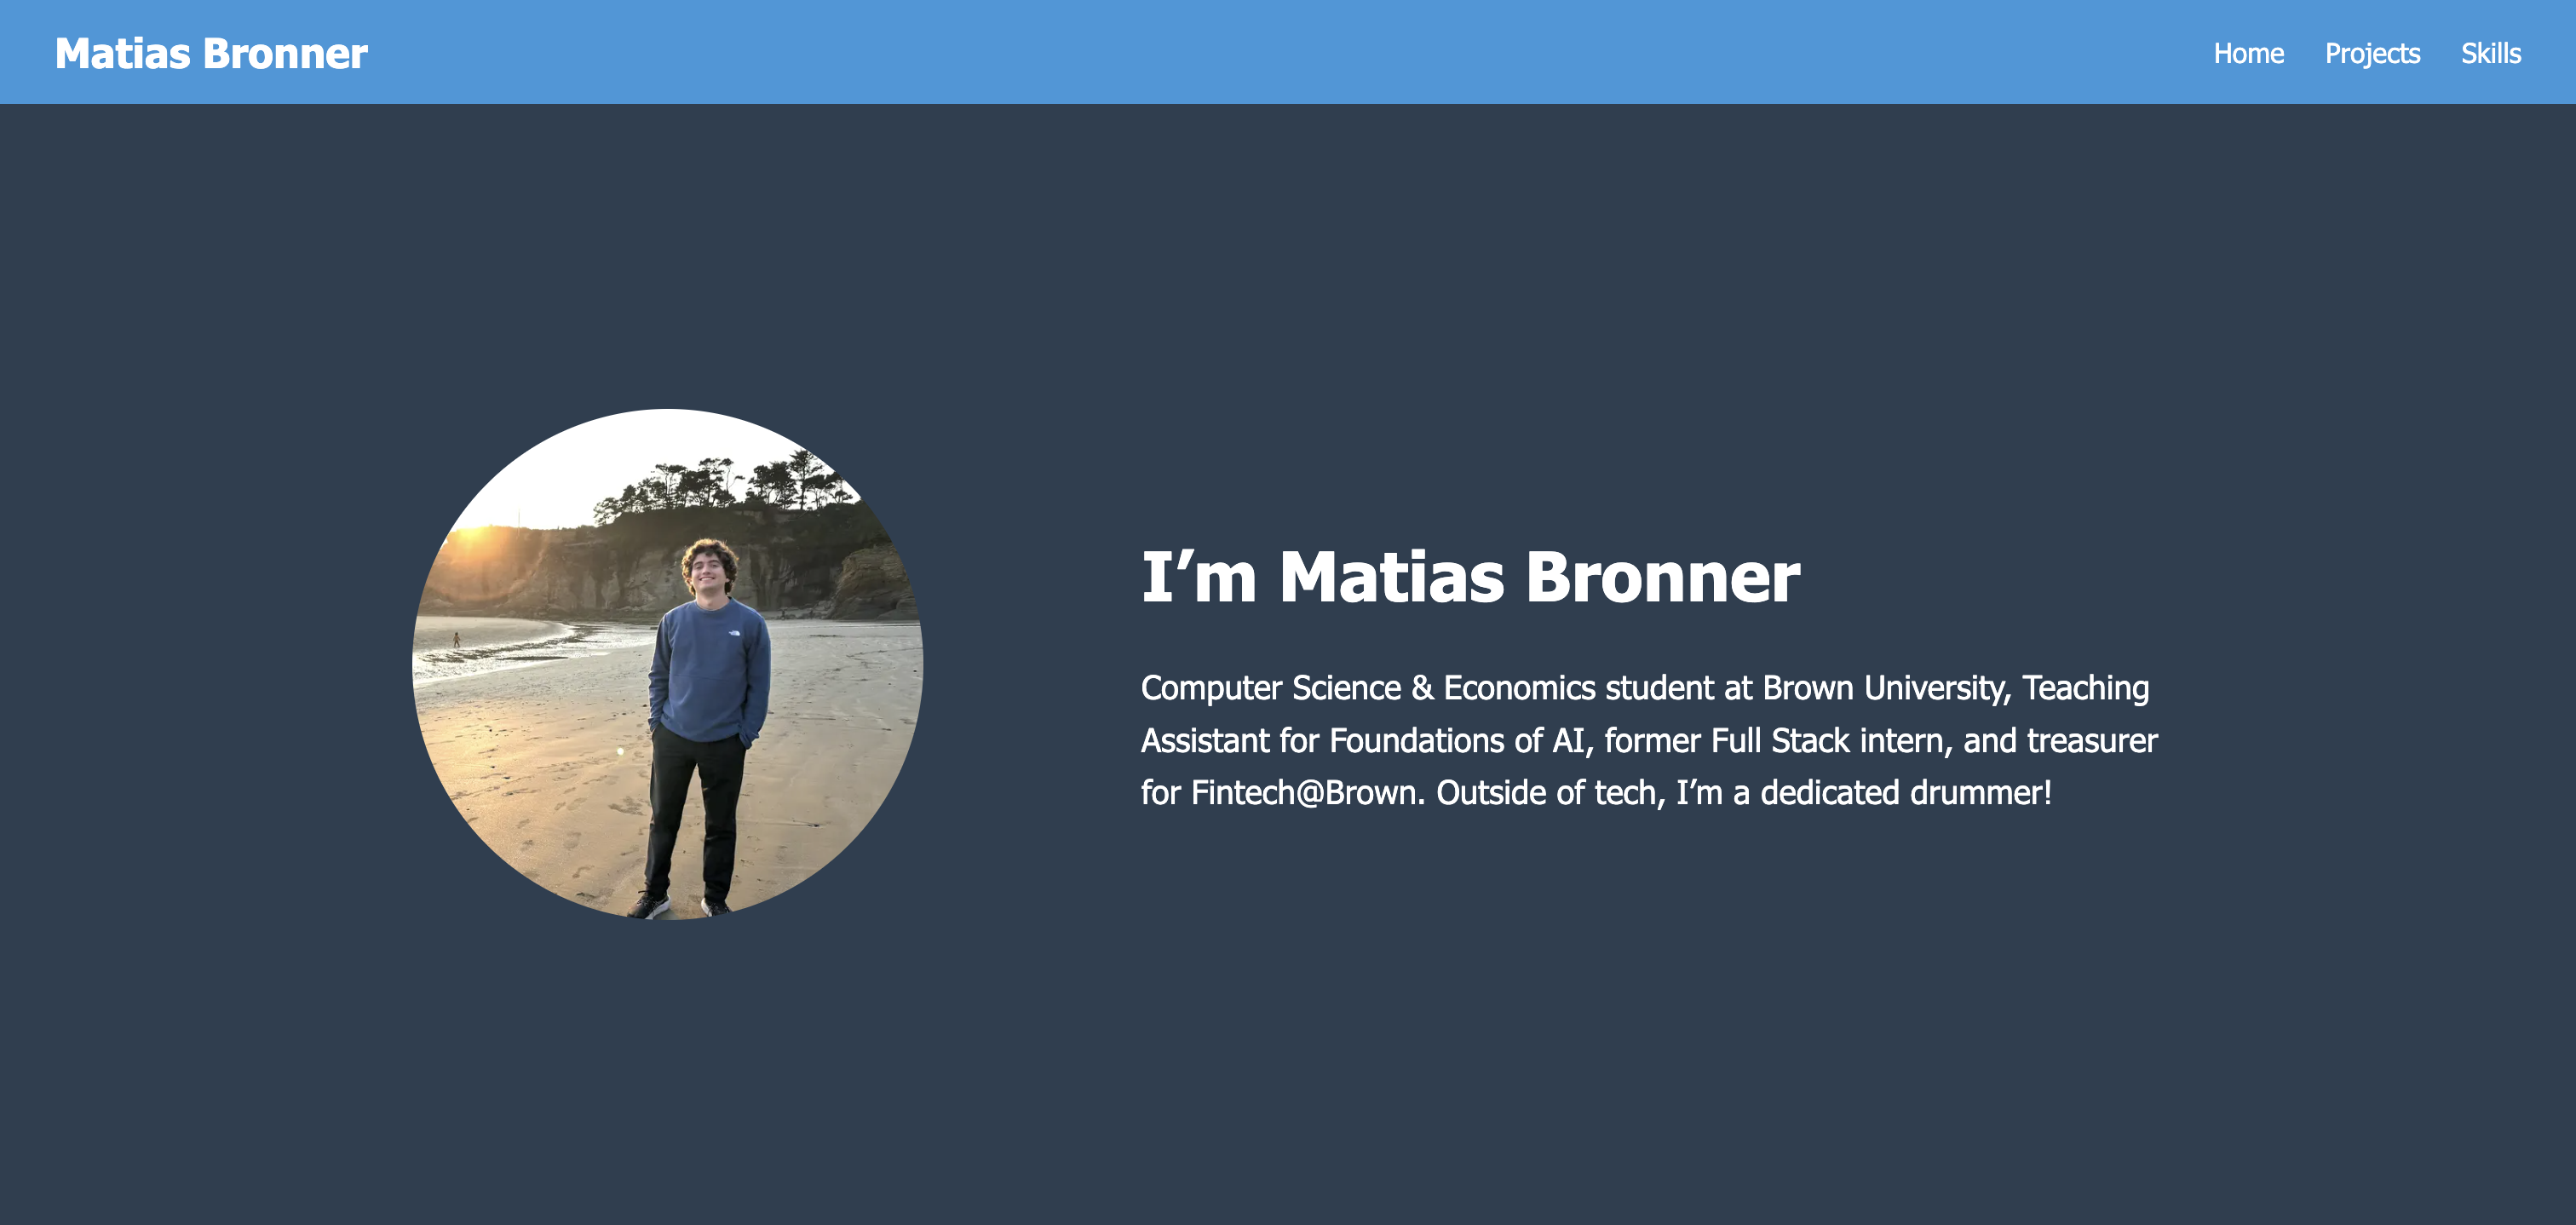 Matias Bronner
Home Projects Skills
I’m Matias Bronner
Computer Science & Economics student at Brown University, Teaching
Assistant for Foundations of AI, former Full Stack intern, and treasurer
for Fintech@Brown. Outside of tech, I’m a dedicated drummer!